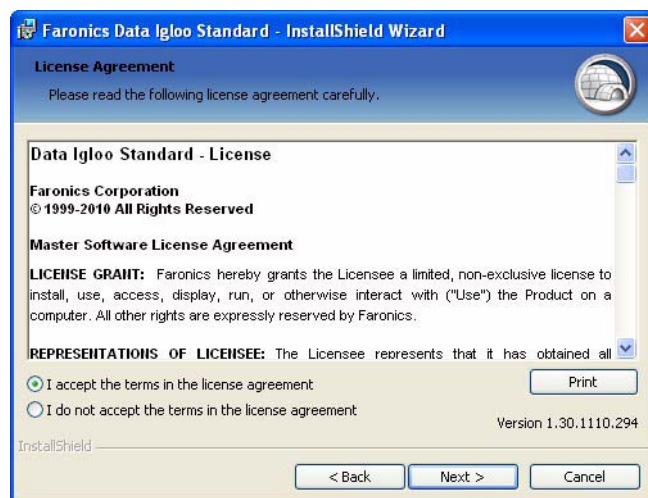 Faronics Data Igloo Standard - InstallShield Wizard
License Agreement
Please read the following license agreement carefully.
Data Igloo Standard - License
Faronics Corporation
© 1999-2010 All Rights Reserved
Master Software License Agreement
LICENSE GRANT: Faronics hereby grants the Licensee a limited, non-exclusive license to
install, use, access, display, run, or otherwise interact with ("Use") the Product on a
computer. All other rights are expressly reserved by Faronics.
REPRESENTATIONS OF LICENSEE: The Licensee represents that it has obtained all
I accept the terms in the license agreement
Print
I do not accept the terms in the license agreement
Version 1.30.1110.294
InstallShield
< Back
Next >
Cancel